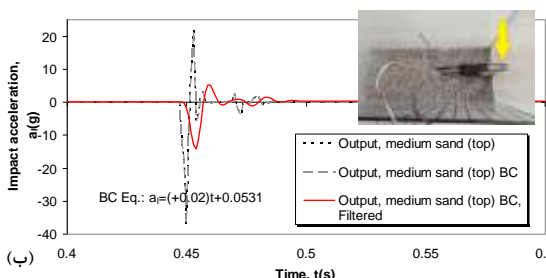 20
10
0
-10
-20
-30
-40
Impact acceleration,
aᵢ(g)
Output, medium sand (top)
Output, medium sand (top) BC
Output, medium sand (top) BC,
Filtered
BC Eq.: aᵢ=(+0.02)t+0.0531
(ب)
0.4 0.45 0.5 0.55 0.
Time, t(s)